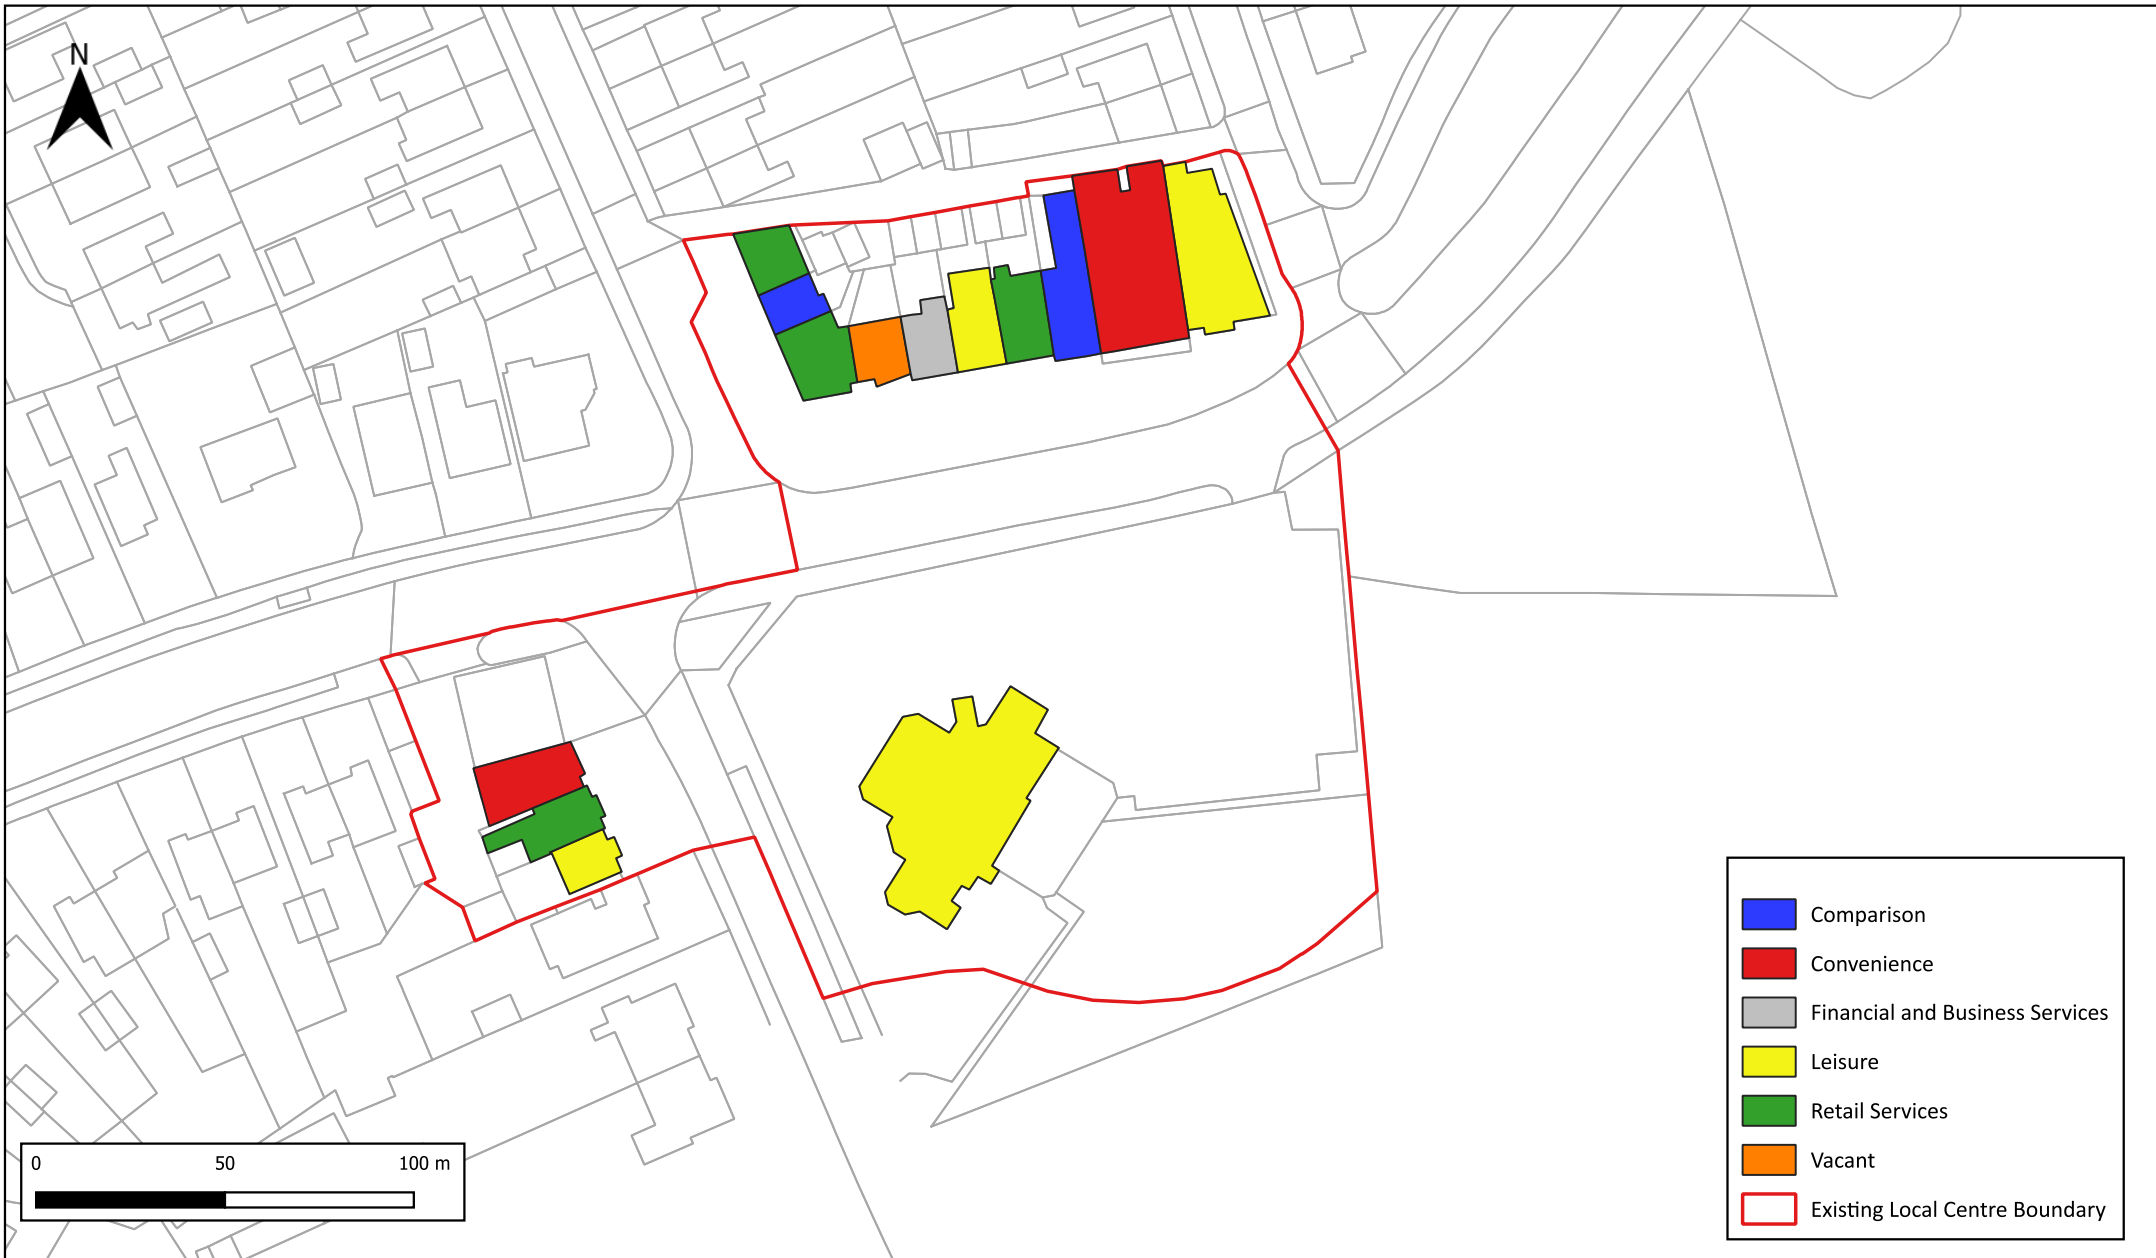 N
Comparison
Convenience
Financial and Business Services
Leisure
Retail Services
Vacant
Existing Local Centre Boundary
0 50 100 m